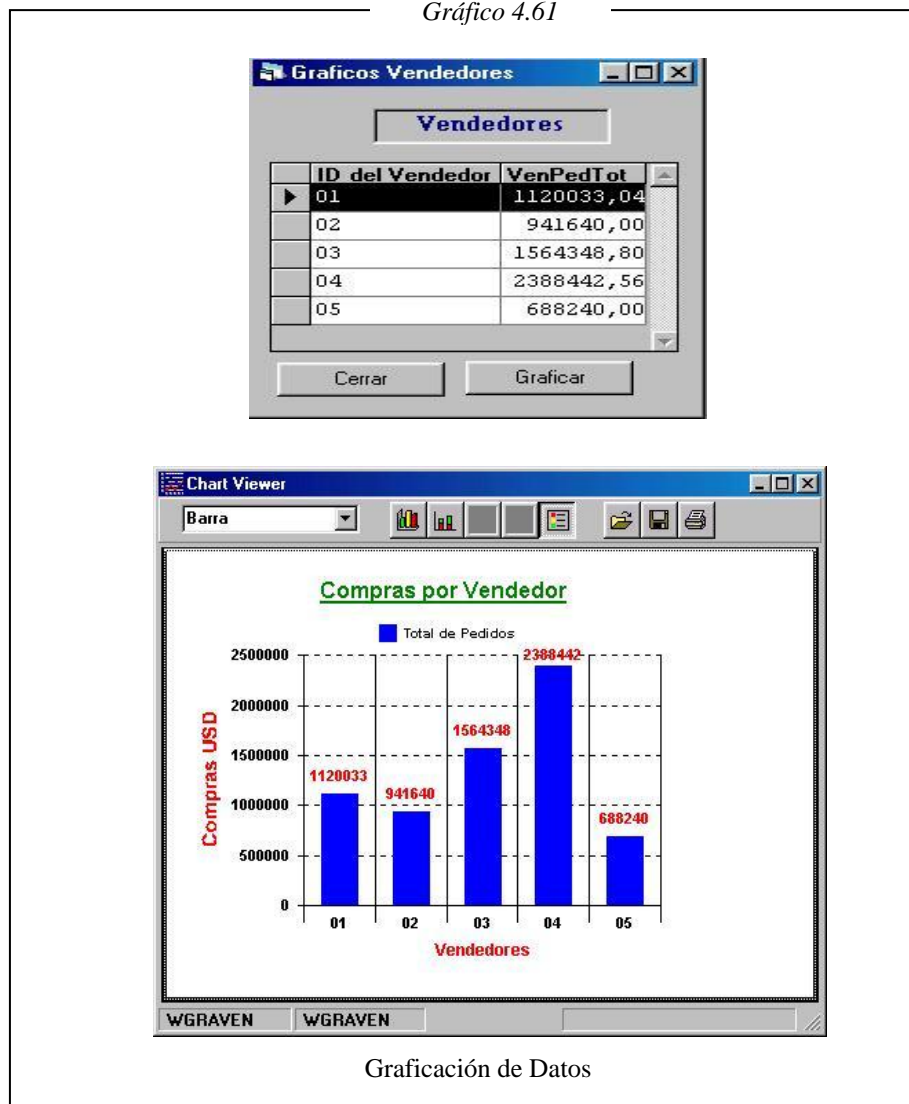 Gráfico 4.61
Graficos Vendedores
Vendedores
ID del Vendedor VenPedTot
01 1120033,04
02 941640,00
03 1564348,80
04 2388442,56
05 688240,00
Cerrar Graficar
Chart Viewer
Barra
Compras por Vendedor
Total de Pedidos
Compras USD
2500000
2000000
1500000
1000000
500000
0
1120033
941640
1564348
2388442
688240
01 02 03 04 05
Vendedores
WGRAVEN WGRAVEN
Graficación de Datos